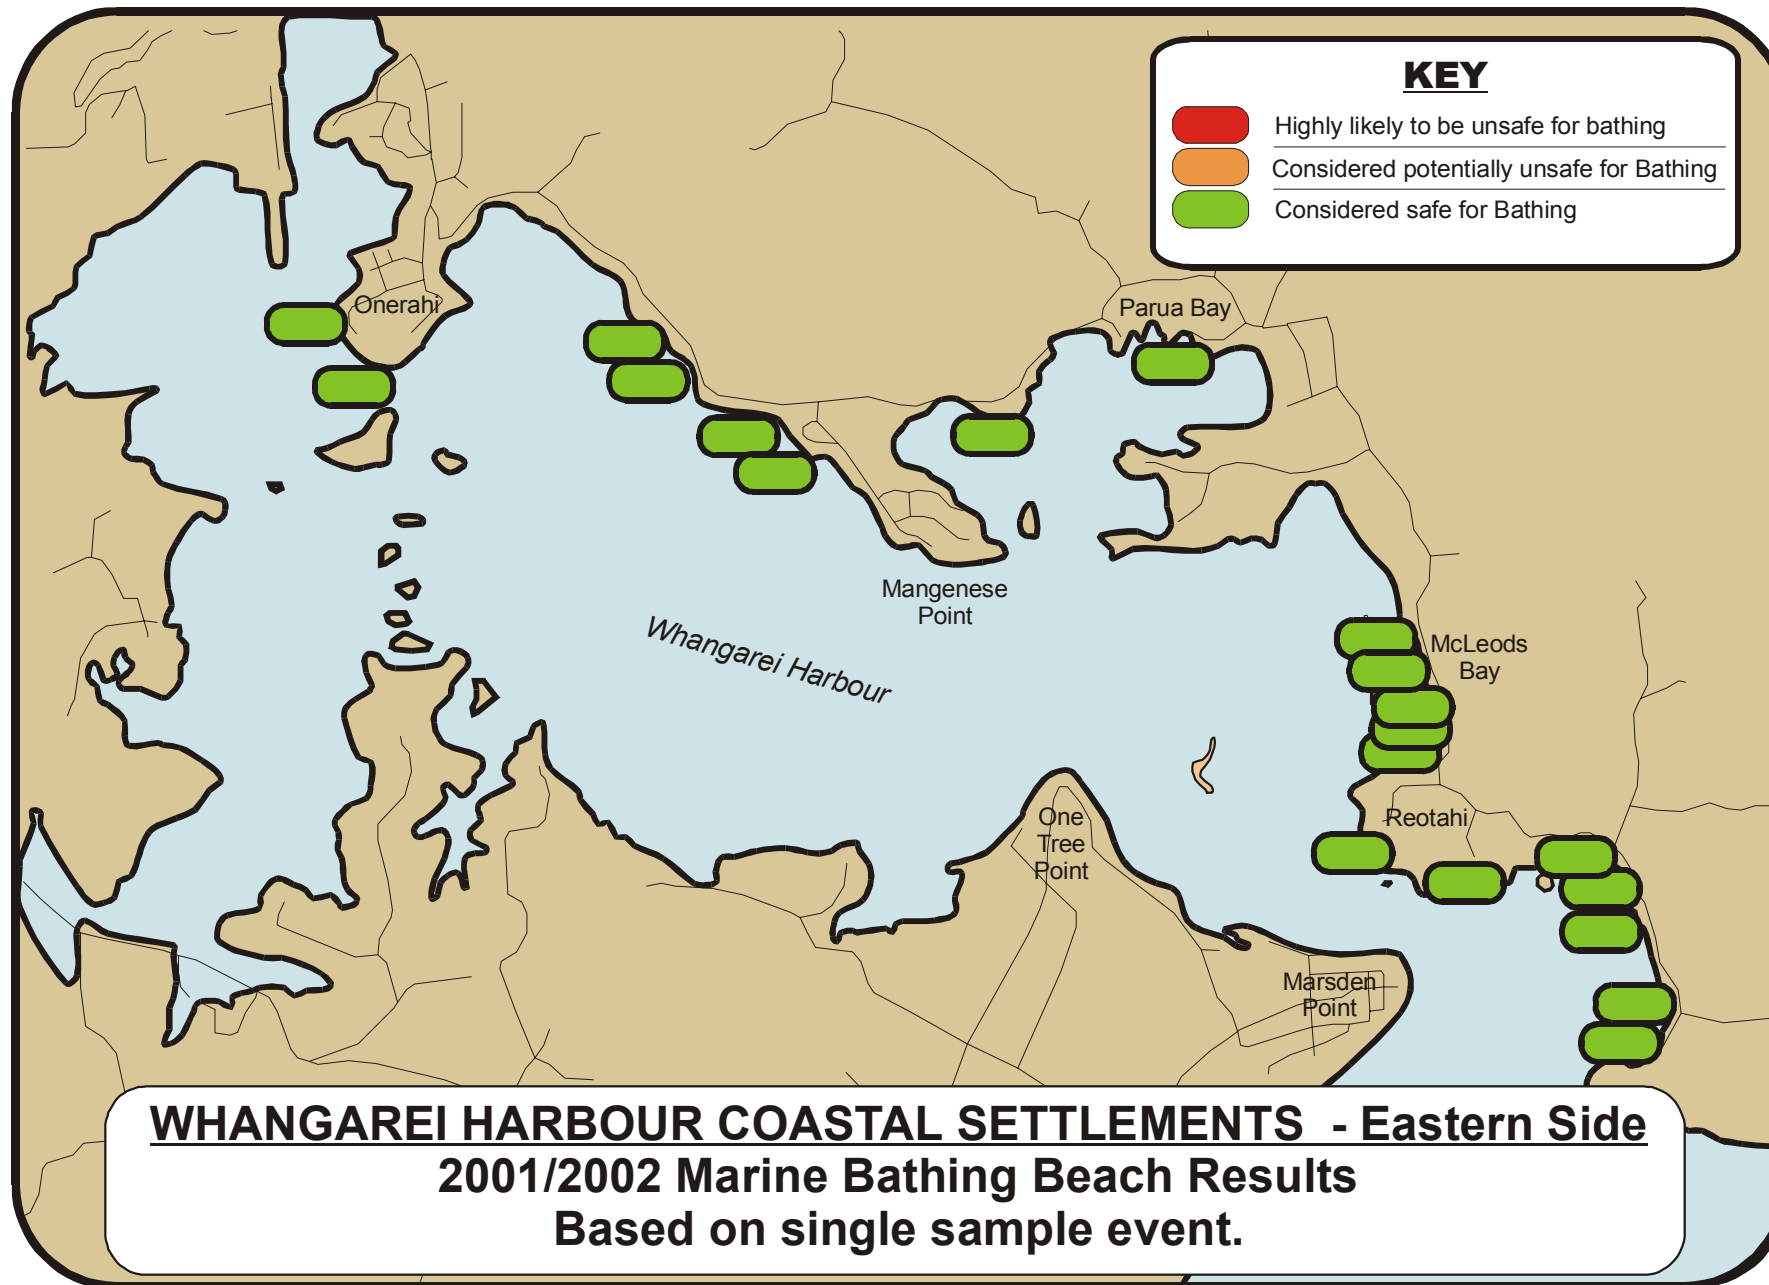 KEY
Highly likely to be unsafe for bathing
Considered potentially unsafe for Bathing
Considered safe for Bathing
Onerahi
Parua Bay
Mangenese
Point
Whangarei Harbour
McLeods
Bay
One
Tree
Point
Reotahi
Marsden
Point
WHANGAREI HARBOUR COASTAL SETTLEMENTS - Eastern Side
2001/2002 Marine Bathing Beach Results
Based on single sample event.